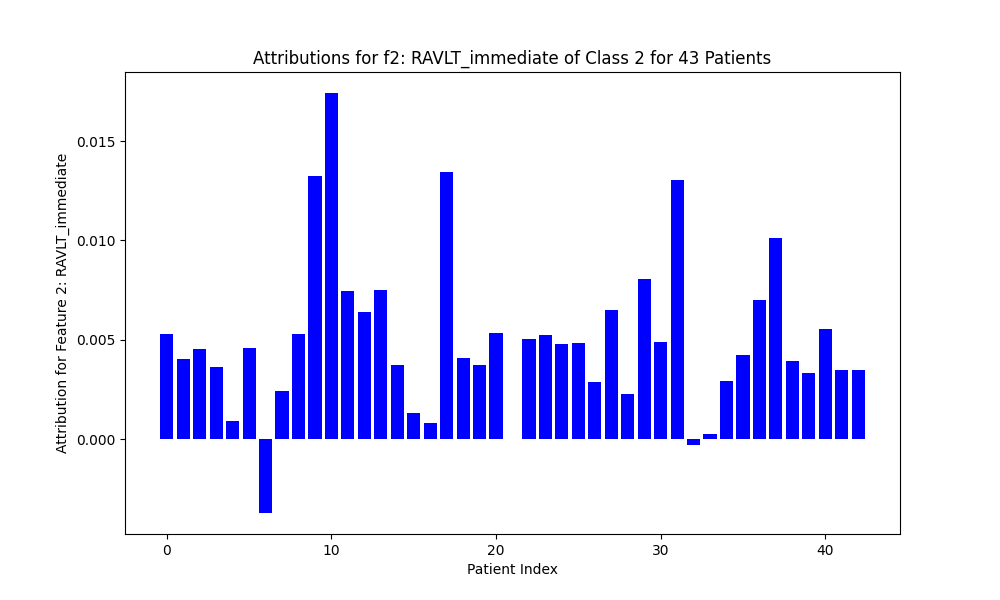 Attributions for f2: RAVLT_immediate of Class 2 for 43 Patients
Attribution for Feature 2: RAVLT_immediate
0.015
0.010
0.005
0.000
0 10 20 30 40
Patient Index